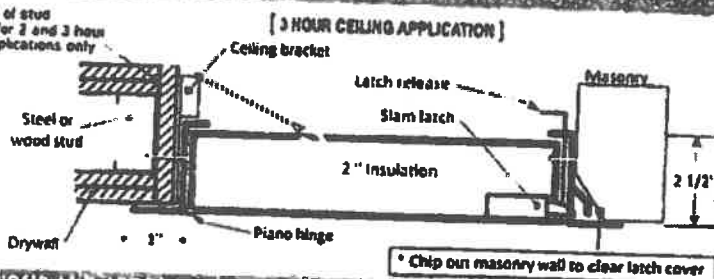 of stud
for 2 and 3 hour
applications only
[ 3 HOUR CEILING APPLICATION ]
Ceiling bracket
Latch release
Masonry
Slam latch
Steel or
wood stud
2" Insulation
2 1/2"
Drywall
Piano hinge
* Chip out masonry wall to clear latch cover